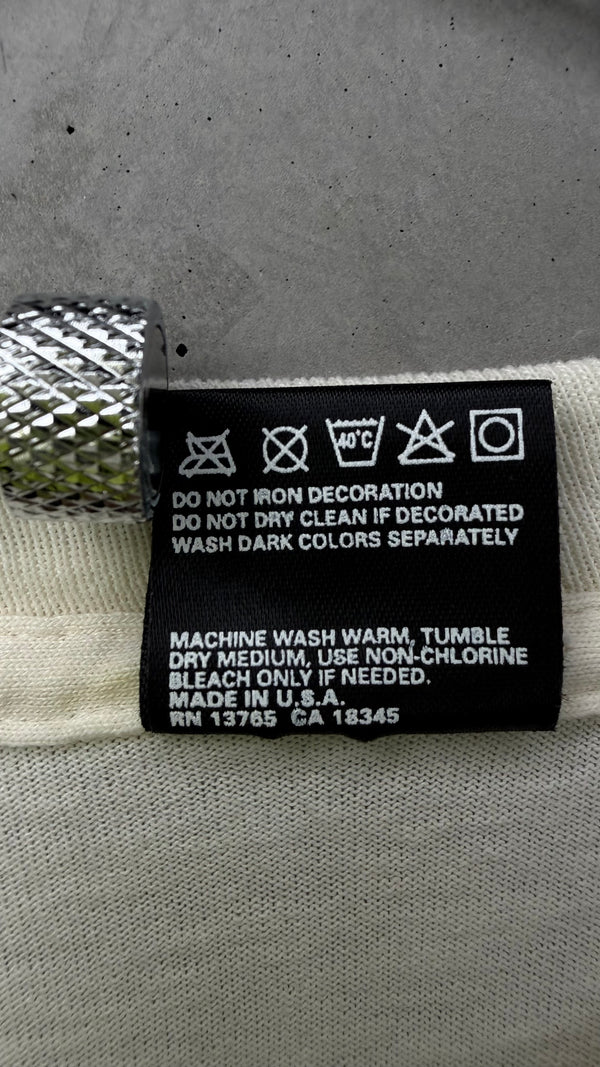 40°C
DO NOT IRON DECORATION
DO NOT DRY CLEAN IF DECORATED
WASH DARK COLORS SEPARATELY
MACHINE WASH WARM, TUMBLE
DRY MEDIUM, USE NON-CHLORINE
BLEACH ONLY IF NEEDED.
MADE IN U.S.A.
RN 13765 CA 18345